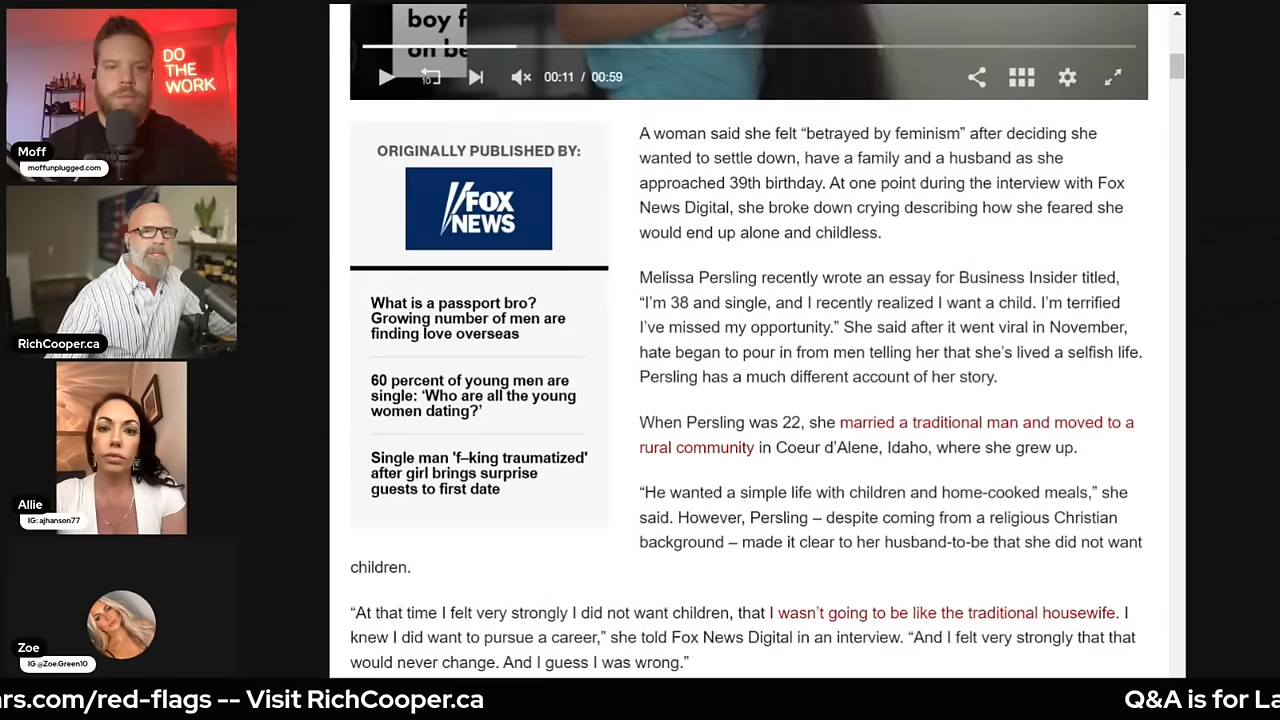 DO
THE
WORK
Moff
moffunplugged.com
RichCooper.ca
Allie
IG: ajhanson77
Zoe
IG @Zoe.Green10
boy f
on be
10
00:11 / 00:59
ORIGINALLY PUBLISHED BY:
FOX
NEWS
What is a passport bro?
Growing number of men are
finding love overseas
60 percent of young men are
single: ‘Who are all the young
women dating?’
Single man 'f–king traumatized'
after girl brings surprise
guests to first date
A woman said she felt “betrayed by feminism” after deciding she
wanted to settle down, have a family and a husband as she
approached 39th birthday. At one point during the interview with Fox
News Digital, she broke down crying describing how she feared she
would end up alone and childless.
Melissa Persling recently wrote an essay for Business Insider titled,
“I’m 38 and single, and I recently realized I want a child. I’m terrified
I’ve missed my opportunity.” She said after it went viral in November,
hate began to pour in from men telling her that she’s lived a selfish life.
Persling has a much different account of her story.
When Persling was 22, she married a traditional man and moved to a
rural community in Coeur d’Alene, Idaho, where she grew up.
“He wanted a simple life with children and home-cooked meals,” she
said. However, Persling – despite coming from a religious Christian
background – made it clear to her husband-to-be that she did not want
children.
“At that time I felt very strongly I did not want children, that I wasn’t going to be like the traditional housewife. I
knew I did want to pursue a career,” she told Fox News Digital in an interview. “And I felt very strongly that that
would never change. And I guess I was wrong.”
ars.com/red-flags -- Visit RichCooper.ca
Q&A is for La